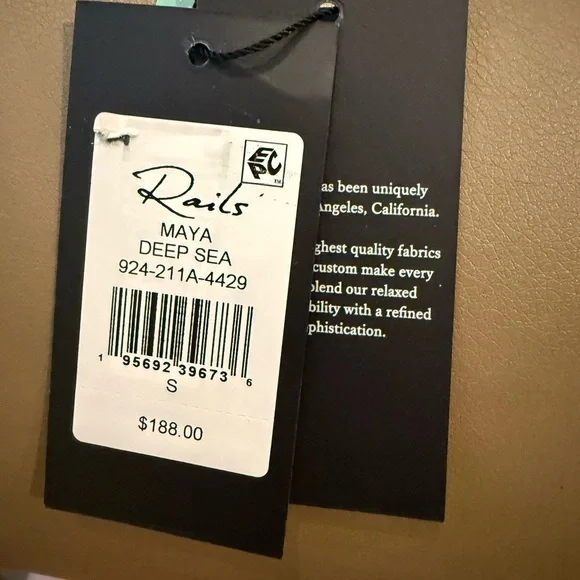 EPC
TM
Rails
MAYA
DEEP SEA
924-211A-4429
1 95692 39673 6
S
$188.00
as been uniquely
Angeles, California.
ghest quality fabrics
custom make every
blend our relaxed
bility with a refined
phistication.